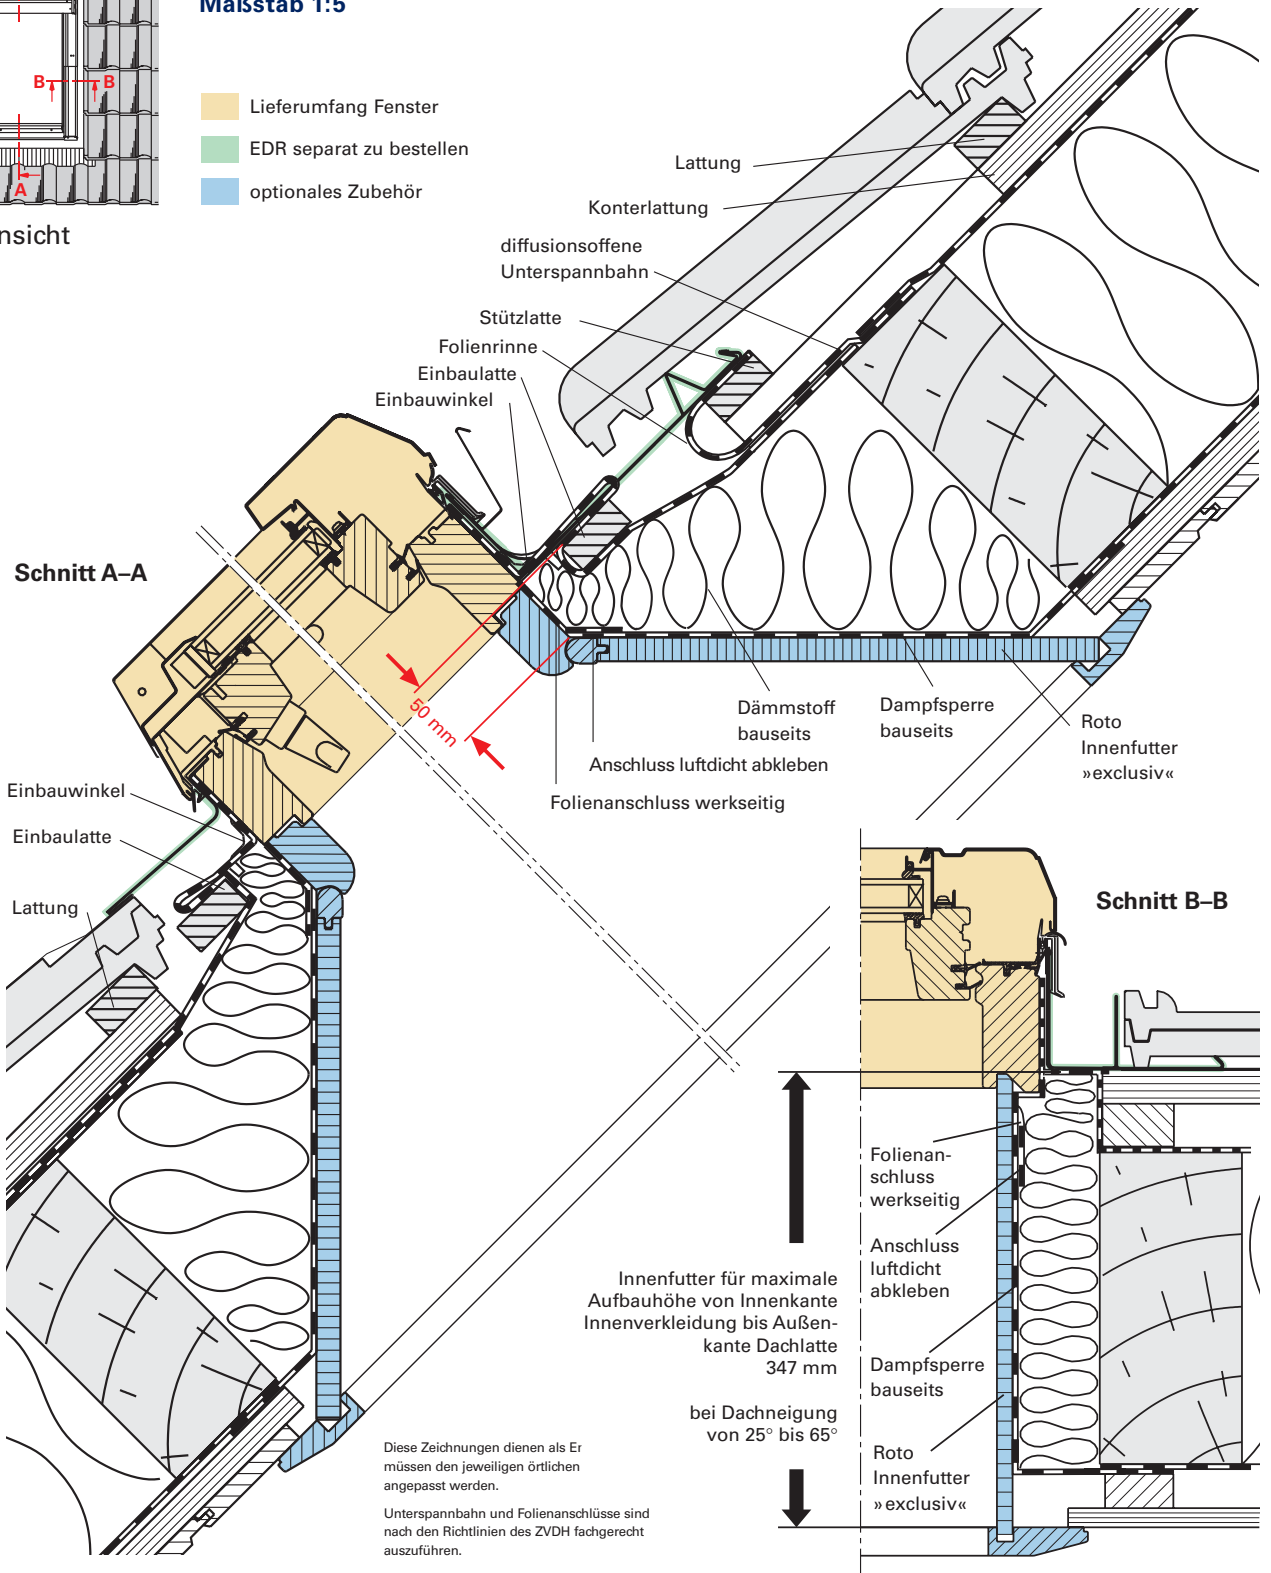 Maßstab 1:5
B
B
A
nsicht
Lieferumfang Fenster
EDR separat zu bestellen
optionales Zubehör
Lattung
Konterlattung
diffusionsoffene
Unterspannbahn
Stützlatte
Folienrinne
Einbaulatte
Einbauwinkel
Schnitt A–A
50 mm
Dämmstoff
bauseits
Dampfsperre
bauseits
Roto
Innenfutter
»exclusiv«
Anschluss luftdicht abkleben
Folienanschluss werkseitig
Einbauwinkel
Einbaulatte
Lattung
Schnitt B–B
Folienan-
schluss
werkseitig
Anschluss
luftdicht
abkleben
Dampfsperre
bauseits
Roto
Innenfutter
»exclusiv«
Innenfutter für maximale
Aufbauhöhe von Innenkante
Innenverkleidung bis Außen-
kante Dachlatte
347 mm
bei Dachneigung
von 25° bis 65°
Diese Zeichnungen dienen als
müssen den jeweiligen örtlichen
angepasst werden.
Unterspannbahn und Folienanschlüsse sind
nach den Richtlinien des ZVDH fachgerecht
auszuführen.